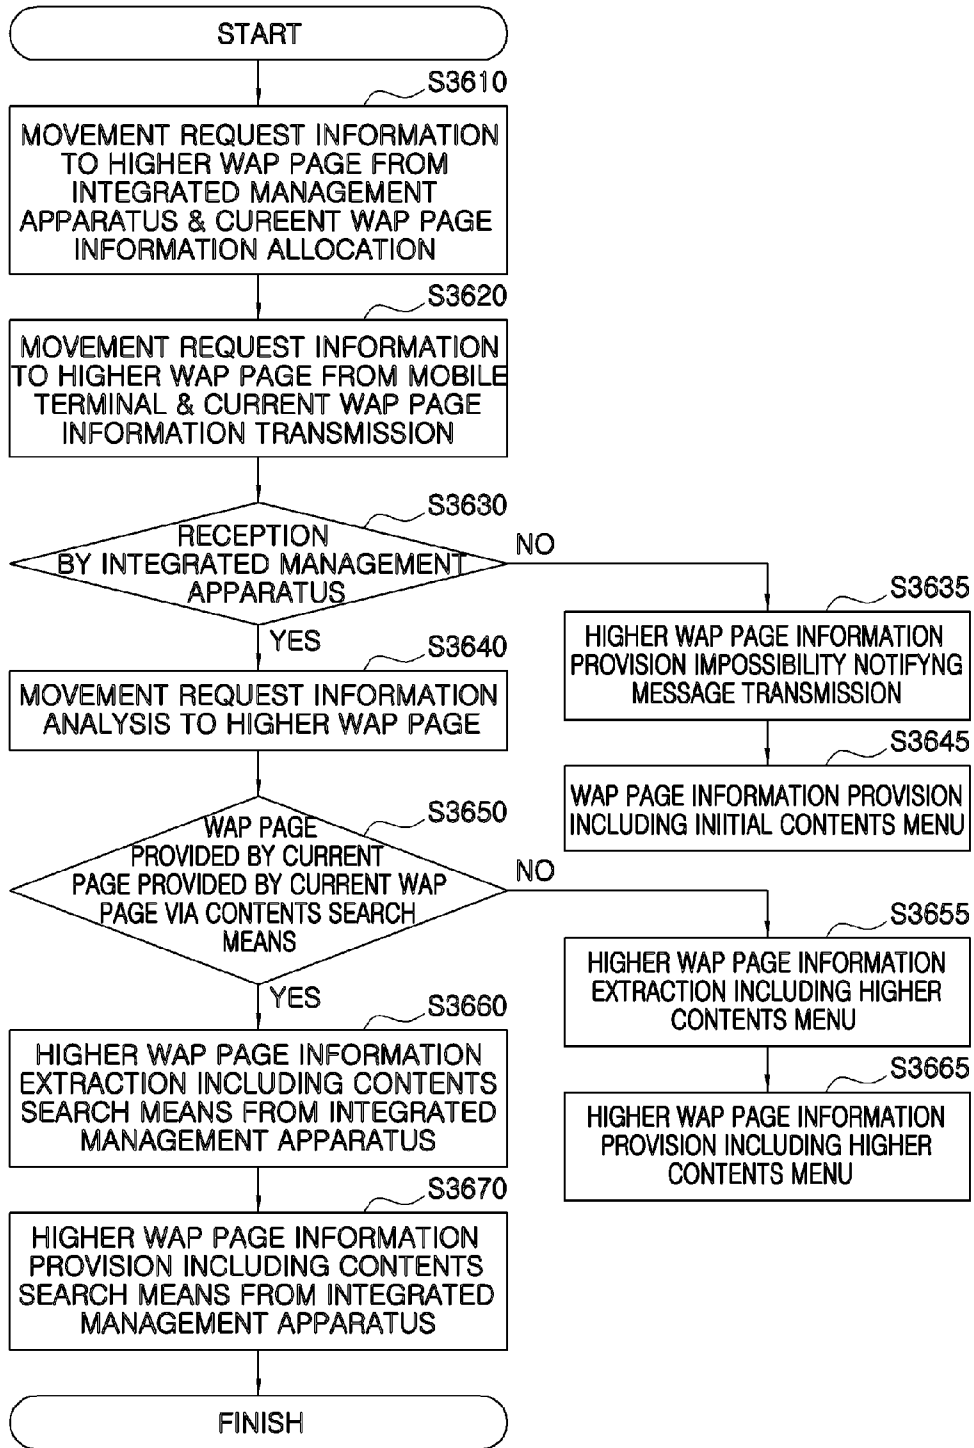 START
S3610
MOVEMENT REQUEST INFORMATION
TO HIGHER WAP PAGE FROM
INTEGRATED MANAGEMENT
APPARATUS & CUREENT WAP PAGE
INFORMATION ALLOCATION
S3620
MOVEMENT REQUEST INFORMATION
TO HIGHER WAP PAGE FROM MOBILE
TERMINAL & CURRENT WAP PAGE
INFORMATION TRANSMISSION
S3630
RECEPTION
BY INTEGRATED MANAGEMENT
APPARATUS
NO
YES
S3635
HIGHER WAP PAGE INFORMATION
PROVISION IMPOSSIBILITY NOTIFYNG
MESSAGE TRANSMISSION
S3640
MOVEMENT REQUEST INFORMATION
ANALYSIS TO HIGHER WAP PAGE
S3645
WAP PAGE INFORMATION PROVISION
INCLUDING INIITIAL CONTENTS MENU
S3650
WAP PAGE
PROVIDED BY CURRENT
PAGE PROVIDED BY CURRENT WAP
PAGE VIA CONTENTS SEARCH
MEANS
NO
YES
S3655
HIGHER WAP PAGE INFORMATION
EXTRACTION INCLUDING HIGHER
CONTENTS MENU
S3660
HIGHER WAP PAGE INFORMATION
EXTRACTION INCLUDING CONTENTS
SEARCH MEANS FROM INTEGRATED
MANAGEMENT APPARATUS
S3665
HIGHER WAP PAGE INFORMATION
PROVISION INCLUDING HIGHER
CONTENTS MENU
S3670
HIGHER WAP PAGE INFORMATION
PROVISION INCLUDING CONTENTS
SEARCH MEANS FROM INTEGRATED
MANAGEMENT APPARATUS
FINISH